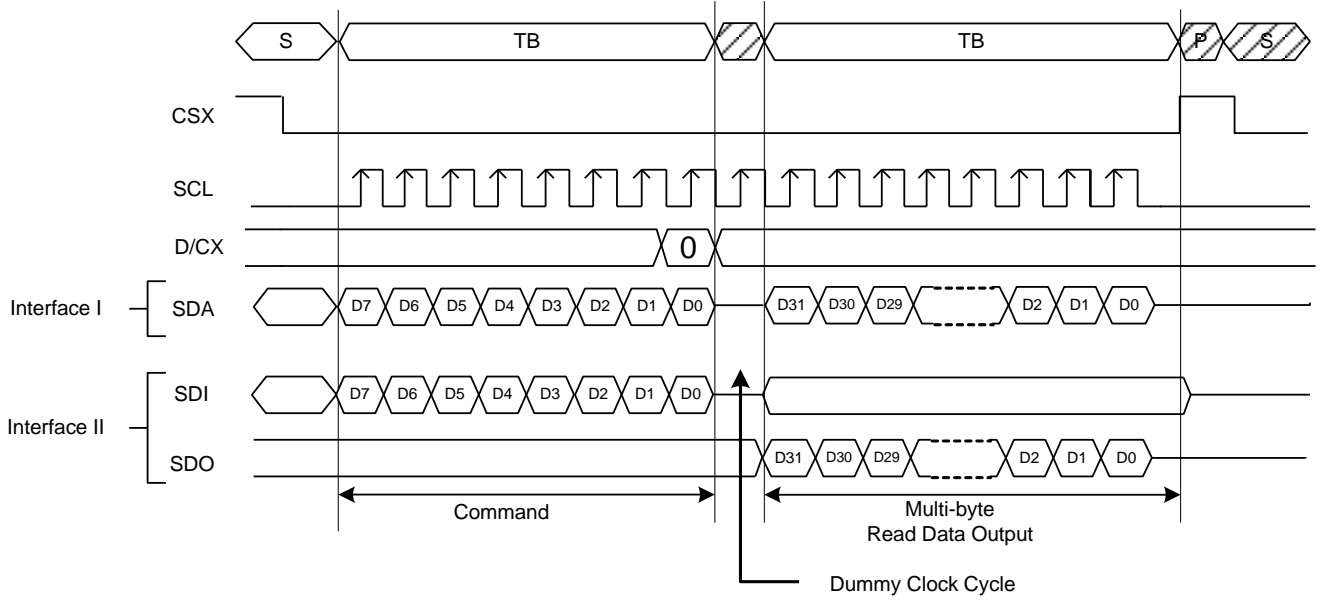 S TB TB P S
CSX
SCL
D/CX 0
Interface I SDA D7 D6 D5 D4 D3 D2 D1 D0 D31 D30 D29 D2 D1 D0
SDI D7 D6 D5 D4 D3 D2 D1 D0
Interface II
SDO D31 D30 D29 D2 D1 D0
Command Multi-byte
Read Data Output
Dummy Clock Cycle